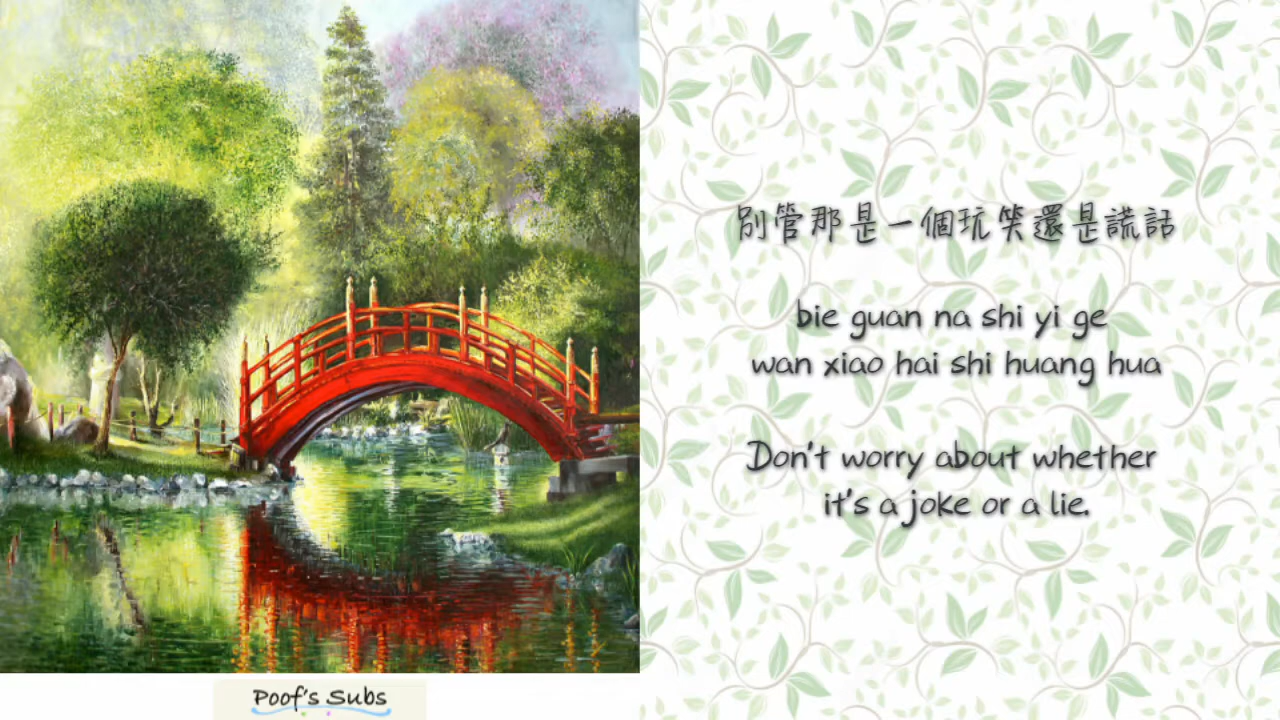 別管那是一個玩笑還是謊話
bie guan na shi yi ge
wan xiao hai shi huang hua
Don't worry about whether
it's a joke or a lie.
Poof's Subs